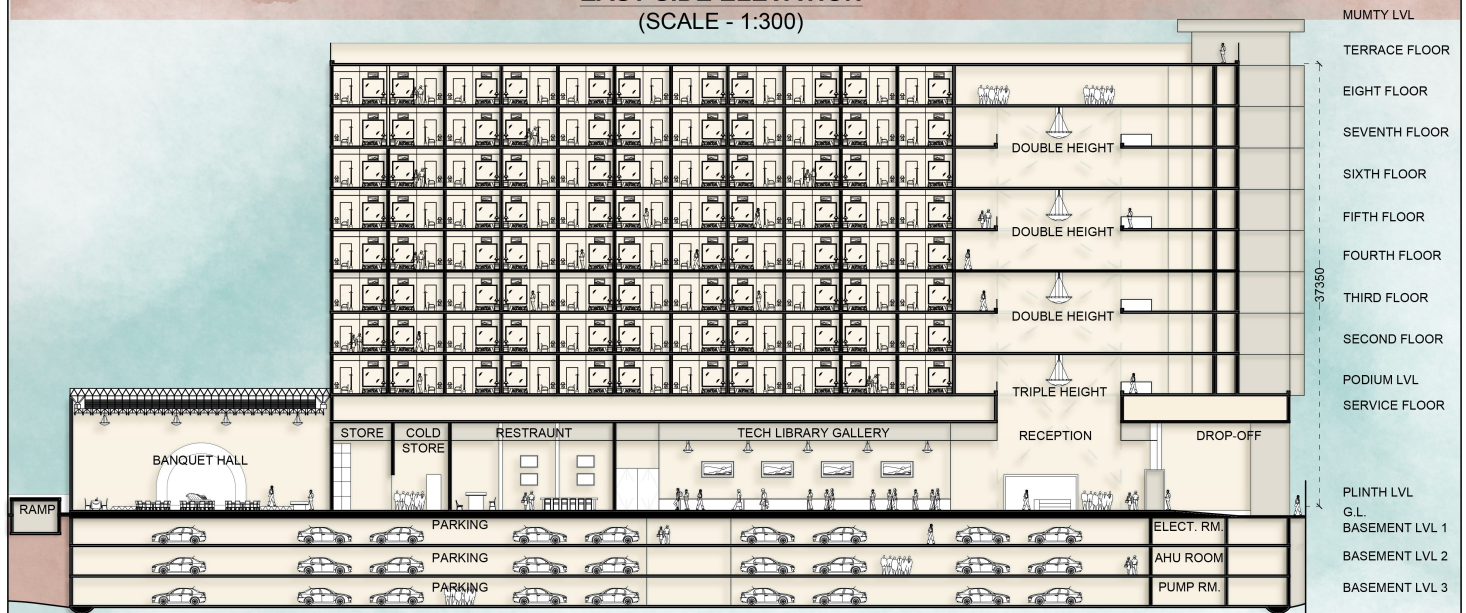 EAST SIDE ELEVATION
(SCALE - 1:300)
MUMTY LVL
TERRACE FLOOR
EIGHT FLOOR
SEVENTH FLOOR
DOUBLE HEIGHT
SIXTH FLOOR
FIFTH FLOOR
DOUBLE HEIGHT
FOURTH FLOOR
37350
THIRD FLOOR
DOUBLE HEIGHT
SECOND FLOOR
PODIUM LVL
TRIPLE HEIGHT
SERVICE FLOOR
STORE
COLD
STORE
RESTRAUNT
TECH LIBRARY GALLERY
RECEPTION
DROP-OFF
BANQUET HALL
PLINTH LVL
RAMP
G.L.
PARKING
ELECT. RM.
BASEMENT LVL 1
PARKING
AHU ROOM
BASEMENT LVL 2
PARKING
PUMP RM.
BASEMENT LVL 3